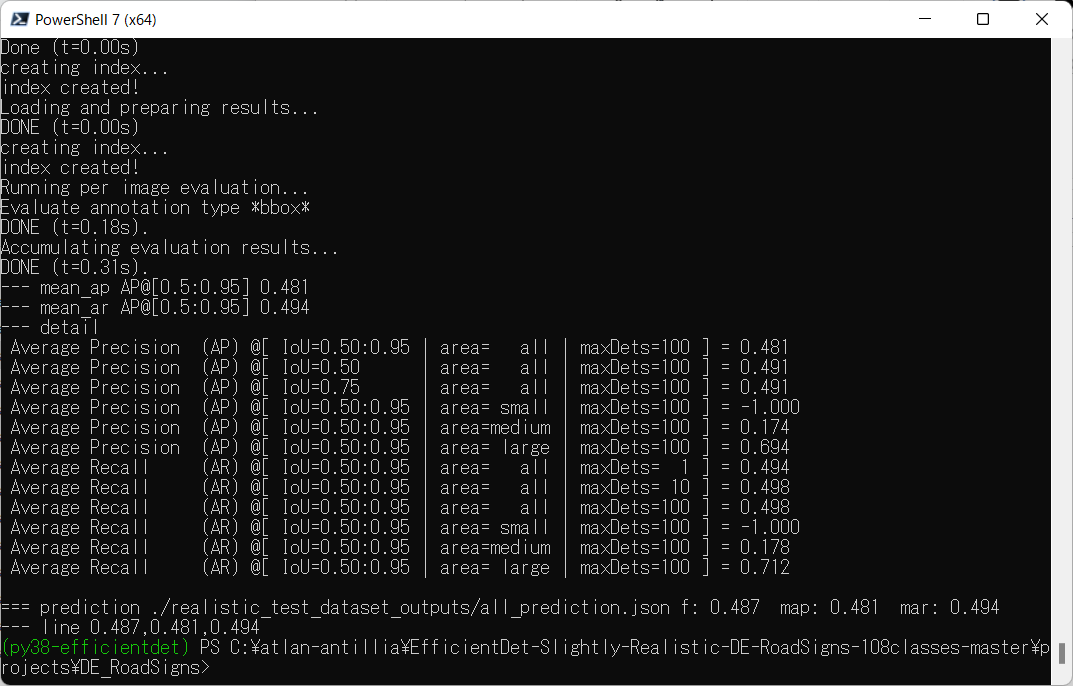 PowerShell 7 (x64)
Done (t=0.00s)
creating index...
index created!
Loading and preparing results...
DONE (t=0.00s)
creating index...
index created!
Running per image evaluation...
Evaluate annotation type *bbox*
DONE (t=0.18s).
Accumulating evaluation results...
DONE (t=0.31s).
--- mean_ap AP@[0.5:0.95] 0.481
--- mean_ar AP@[0.5:0.95] 0.494
--- detail
 Average Precision  (AP) @[ IoU=0.50:0.95 | area=   all | maxDets=100 ] = 0.481
 Average Precision  (AP) @[ IoU=0.50      | area=   all | maxDets=100 ] = 0.491
 Average Precision  (AP) @[ IoU=0.75      | area=   all | maxDets=100 ] = 0.491
 Average Precision  (AP) @[ IoU=0.50:0.95 | area= small | maxDets=100 ] = -1.000
 Average Precision  (AP) @[ IoU=0.50:0.95 | area=medium | maxDets=100 ] = 0.174
 Average Precision  (AP) @[ IoU=0.50:0.95 | area= large | maxDets=100 ] = 0.694
 Average Recall     (AR) @[ IoU=0.50:0.95 | area=   all | maxDets=  1 ] = 0.494
 Average Recall     (AR) @[ IoU=0.50:0.95 | area=   all | maxDets= 10 ] = 0.498
 Average Recall     (AR) @[ IoU=0.50:0.95 | area=   all | maxDets=100 ] = 0.498
 Average Recall     (AR) @[ IoU=0.50:0.95 | area= small | maxDets=100 ] = -1.000
 Average Recall     (AR) @[ IoU=0.50:0.95 | area=medium | maxDets=100 ] = 0.178
 Average Recall     (AR) @[ IoU=0.50:0.95 | area= large | maxDets=100 ] = 0.712
=== prediction ./realistic_test_dataset_outputs/all_prediction.json f: 0.487  map: 0.481  mar: 0.494
--- line 0.487,0.481,0.494
(py38-efficientdet) PS C:¥atlan-antillia¥EfficientDet-Slightly-Realistic-DE-RoadSigns-108classes-master¥p
rojects¥DE_RoadSigns>